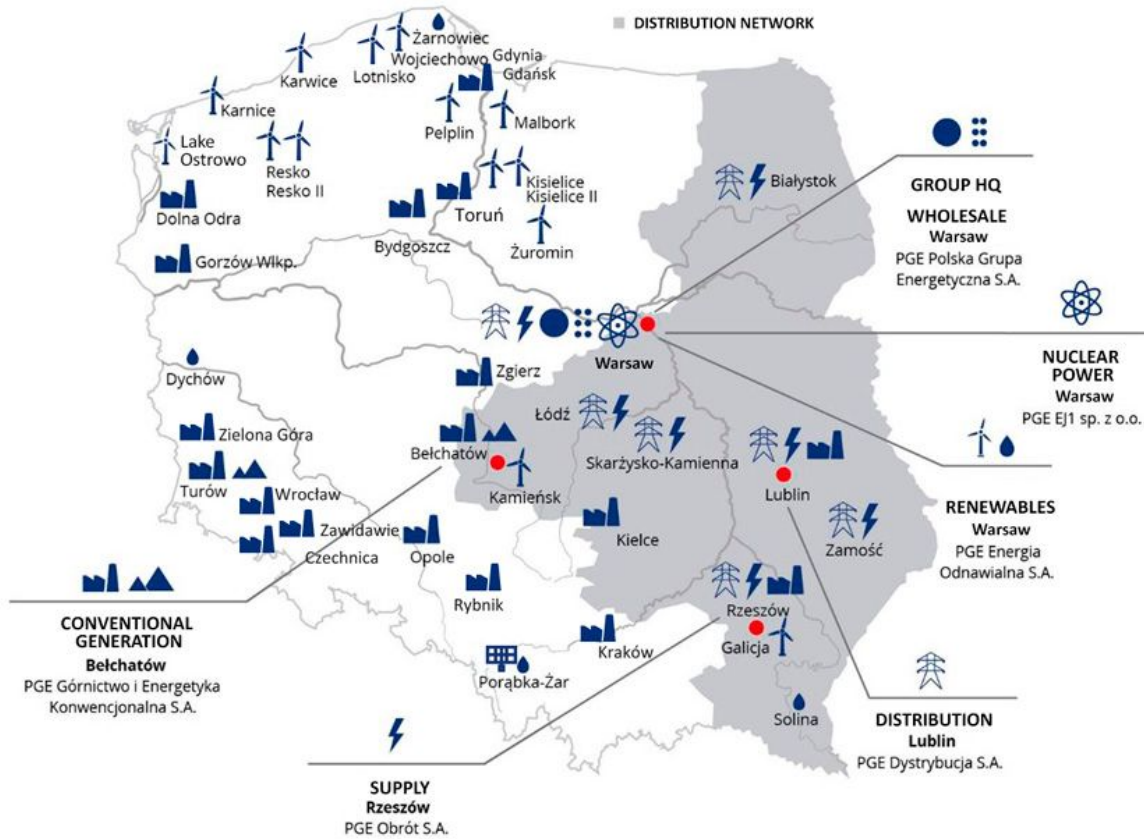 DISTRIBUTION NETWORK
Żarnowiec
Wojciechowo
Gdynia
Gdańsk
Lotnisko
Karwice
Karnice
Pelplin
Malbork
Lake
Ostrowo
Resko
Resko II
Kisielice
Kisielice II
Białystok
Dolna Odra
Toruń
Bydgoszcz
Żuromin
Gorzów Wlkp.
GROUP HQ
WHOLESALE
Warsaw
PGE Polska Grupa
Energetyczna S.A.
Warsaw
NUCLEAR
POWER
Warsaw
PGE EJ1 sp. z o.o.
Dychów
Zgierz
Łódź
Zielona Góra
Bełchatów
Skarżysko-Kamienna
Turów
Kamieńsk
Lublin
Wrocław
Zawidawie
Czechnica
Opole
Kielce
Zamość
RENEWABLES
Warsaw
PGE Energia
Odnawialna S.A.
Rybnik
Rzeszów
CONVENTIONAL
GENERATION
Bełchatów
PGE Górnictwo i Energetyka
Konwencjonalna S.A.
Kraków
Galicja
Porąbka-Żar
Solina
DISTRIBUTION
Lublin
PGE Dystrybucja S.A.
SUPPLY
Rzeszów
PGE Obrót S.A.